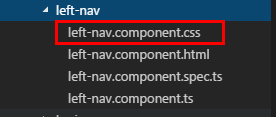 left-nav
left-nav.component.css
left-nav.component.html
left-nav.component.spec.ts
left-nav.component.ts